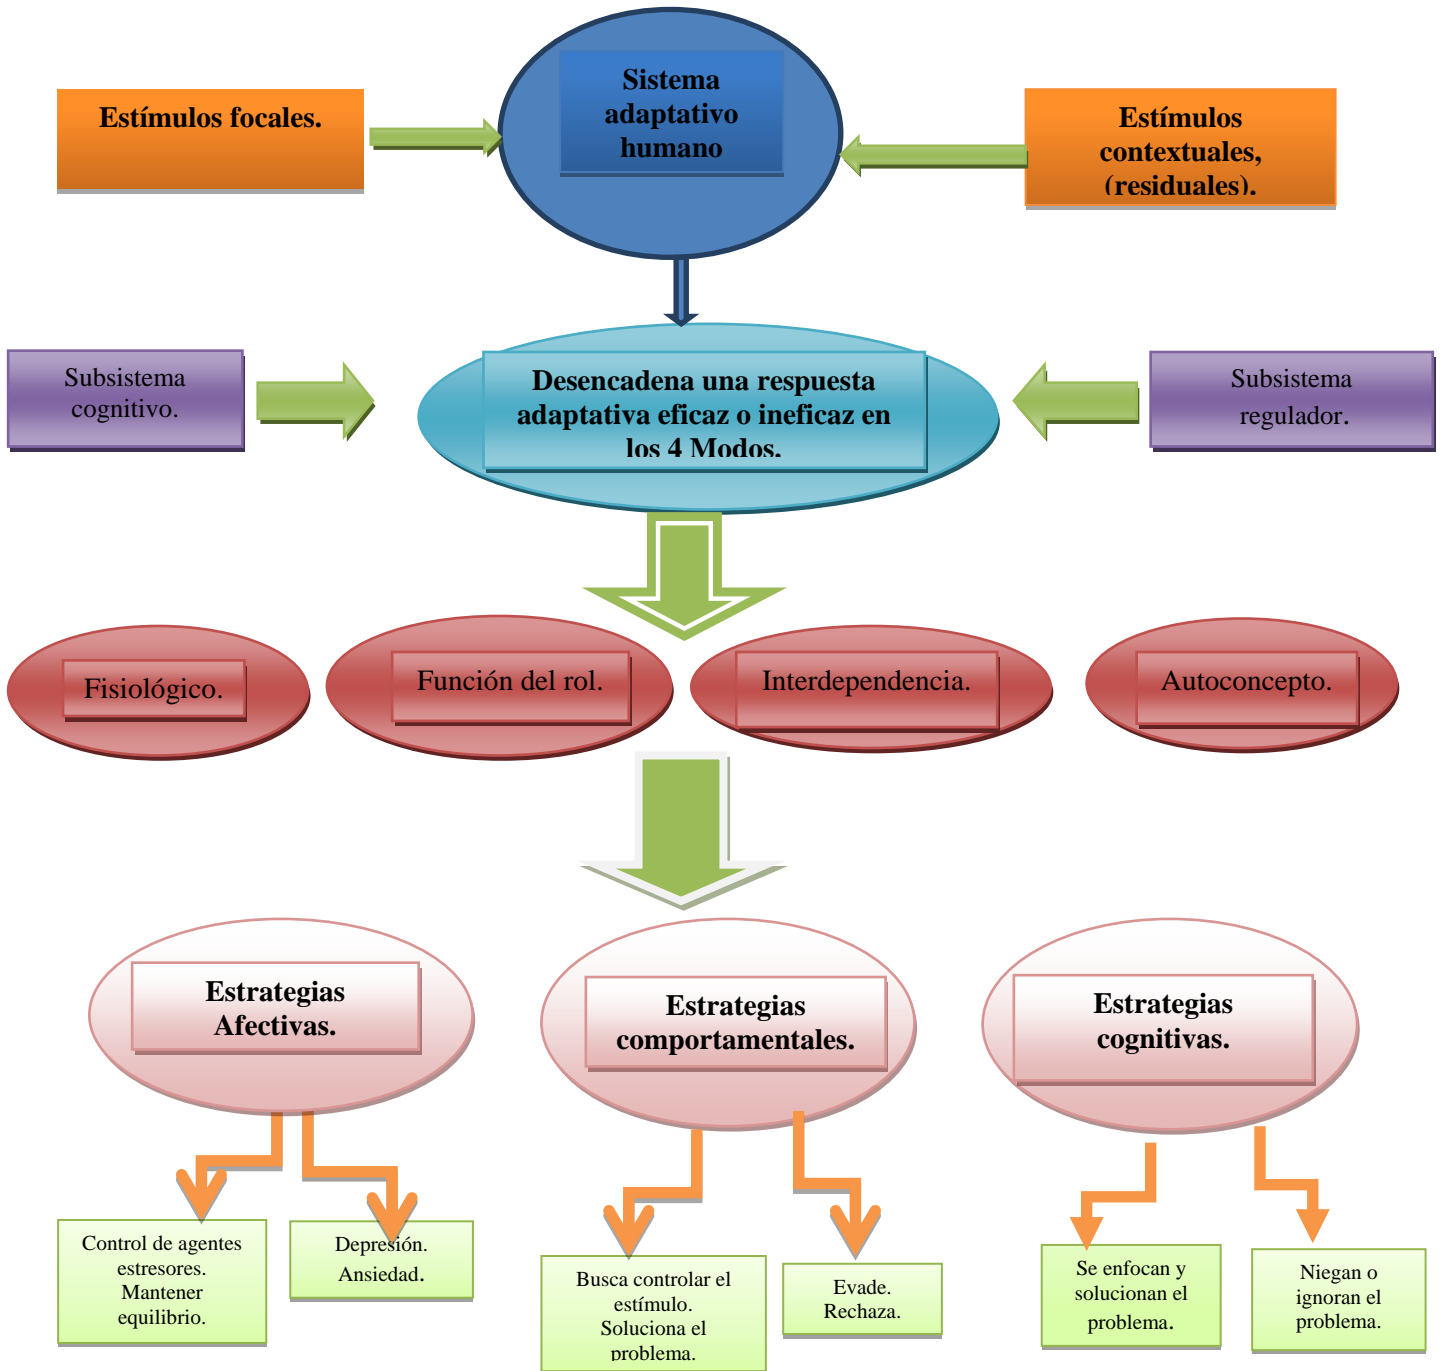 Sistema
adaptativo
humano
Estímulos focales.
Estímulos
contextuales,
(residuales).
Subsistema
cognitivo.
Desencadena una respuesta
adaptativa eficaz o ineficaz en
los 4 Modos.
Subsistema
regulador.
Fisiológico.
Función del rol.
Interdependencia.
Autoconcepto.
Estrategias
Afectivas.
Estrategias
comportamentales.
Estrategias
cognitivas.
Control de agentes
estresores.
Mantener
equilibrio.
Depresión.
Ansiedad.
Busca controlar el
estímulo.
Soluciona el
problema.
Evade.
Rechaza.
Se enfocan y
solucionan el
problema.
Niegan o
ignoran el
problema.